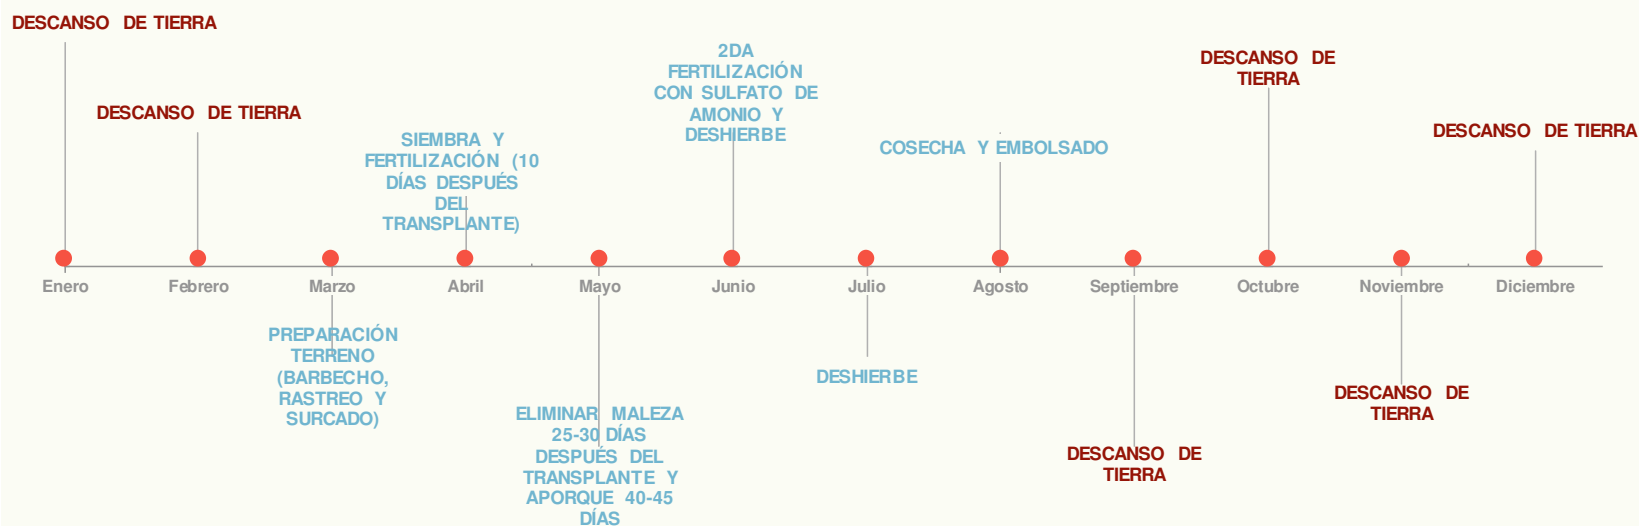 DESCANSO DE TIERRA
DESCANSO DE TIERRA
SIEMBRA Y
FERTILIZACIÓN (10
DÍAS DESPUÉS
DEL
TRANSPLANTE)
2DA
FERTILIZACIÓN
CON SULFATO DE
AMONIO Y
DESHIERBE
COSECHA Y EMBOLSADO
DESCANSO DE
TIERRA
DESCANSO DE TIERRA
Enero Febrero Marzo Abril Mayo Junio Julio Agosto Septiembre Octubre Noviembre Diciembre
PREPARACIÓN
TERRENO
(BARBECHO,
RASTREO Y
SURCADO)
ELIMINAR MALEZA
25-30 DÍAS
DESPUÉS DEL
TRANSPLANTE Y
APORQUE 40-45
DÍAS
DESHIERBE
DESCANSO DE
TIERRA
DESCANSO DE
TIERRA